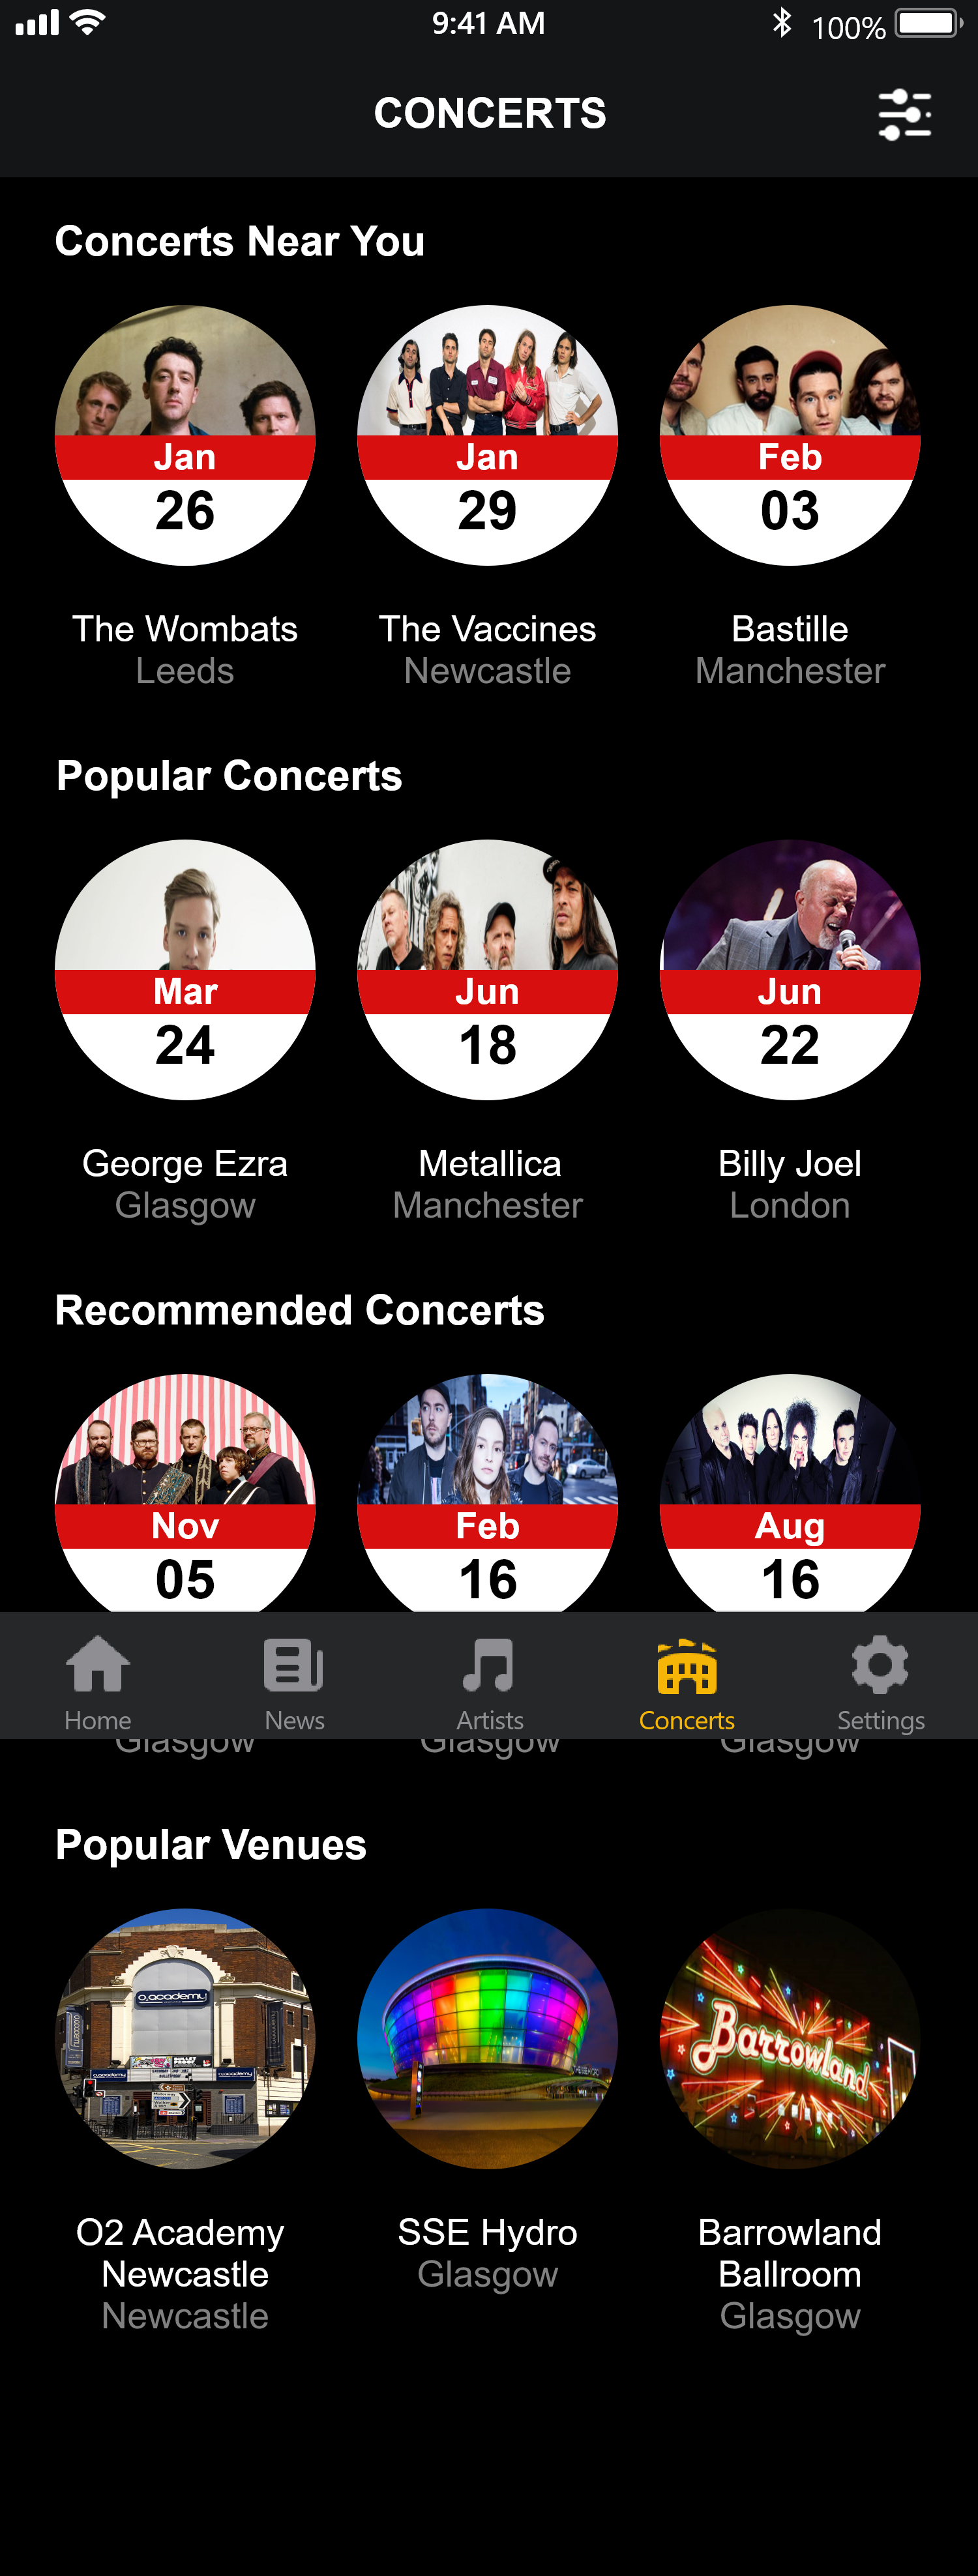 9:41 AM
100%
CONCERTS
Concerts Near You
Jan
26
Jan
29
Feb
03
The Wombats
Leeds
The Vaccines
Newcastle
Bastille
Manchester
Popular Concerts
Mar
24
Jun
18
Jun
22
George Ezra
Glasgow
Metallica
Manchester
Billy Joel
London
Recommended Concerts
Nov
05
Feb
16
Aug
16
Home
News
Artists
Concerts
Settings
Glasgow
Glasgow
Glasgow
Popular Venues
O2 academy
Barrowland
O2 Academy
Newcastle
Newcastle
SSE Hydro
Glasgow
Barrowland
Ballroom
Glasgow